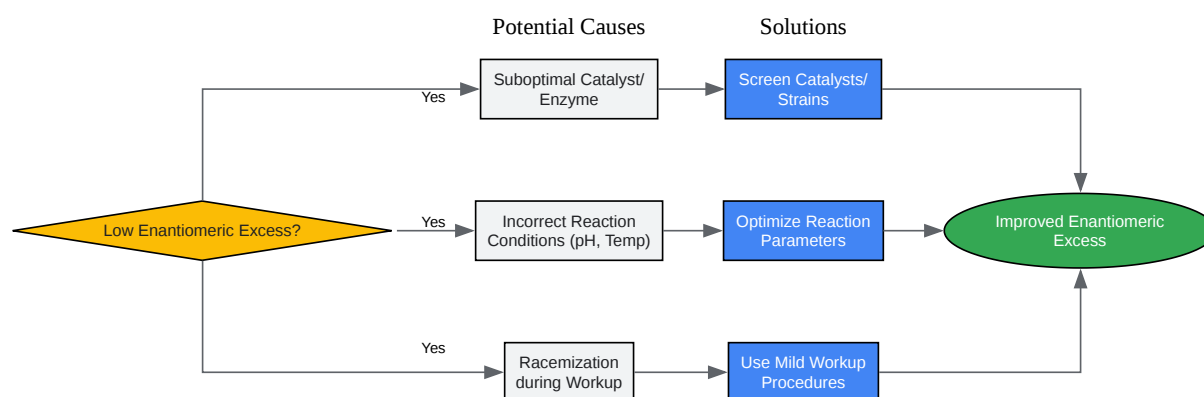 Potential Causes
Solutions
Yes
Suboptimal Catalyst/
Enzyme
Screen Catalysts/
Strains
Low Enantiomeric Excess?
Yes
Incorrect Reaction
Conditions (pH, Temp)
Optimize Reaction
Parameters
Improved Enantiomeric
Excess
Yes
Racemization
during Workup
Use Mild Workup
Procedures